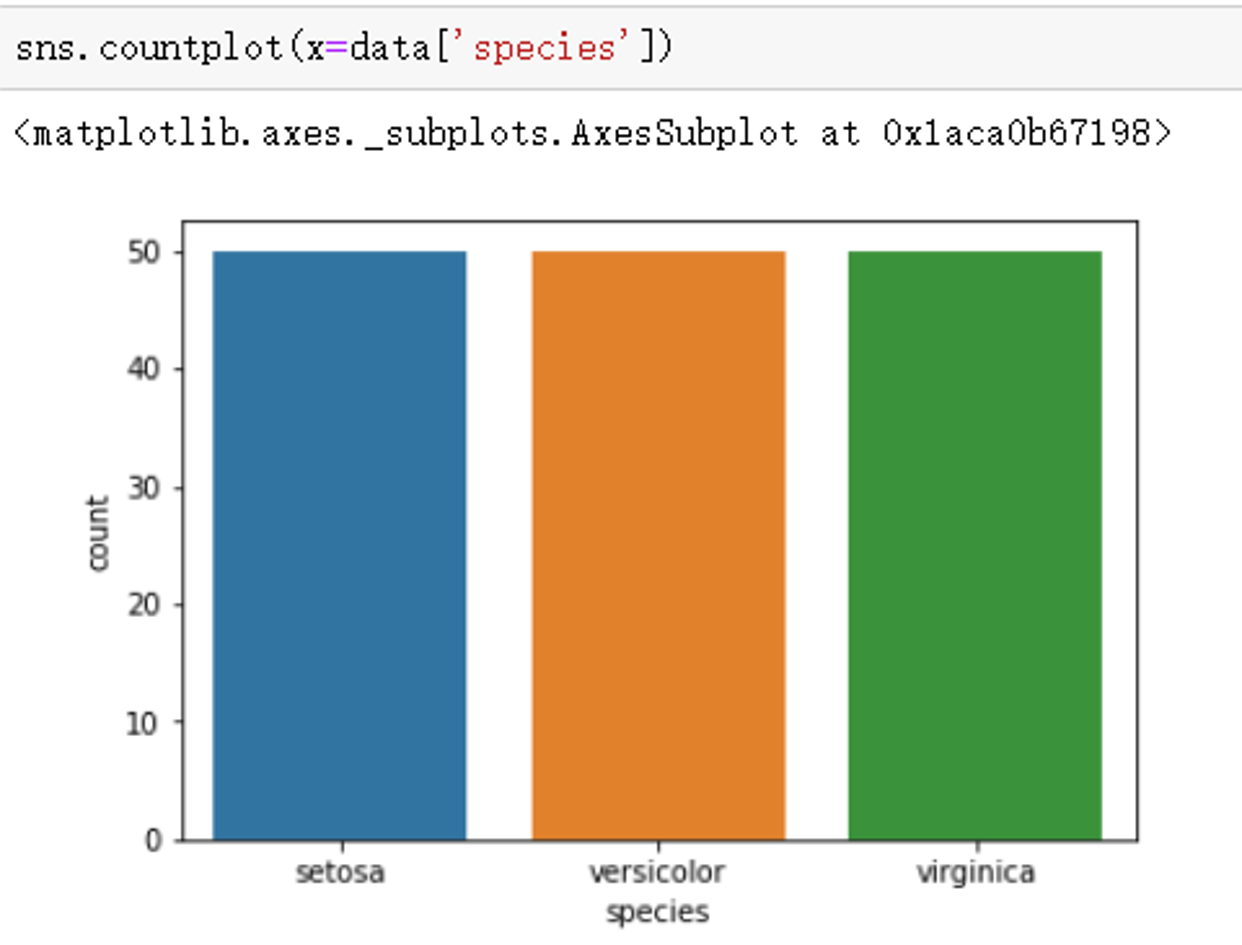 sns.countplot(x=data['species'])
<matplotlib.axes._subplots.AxesSubplot at 0x1aca0b67198>
50
40
30
20
10
0
count
setosa versicolor virginica
species